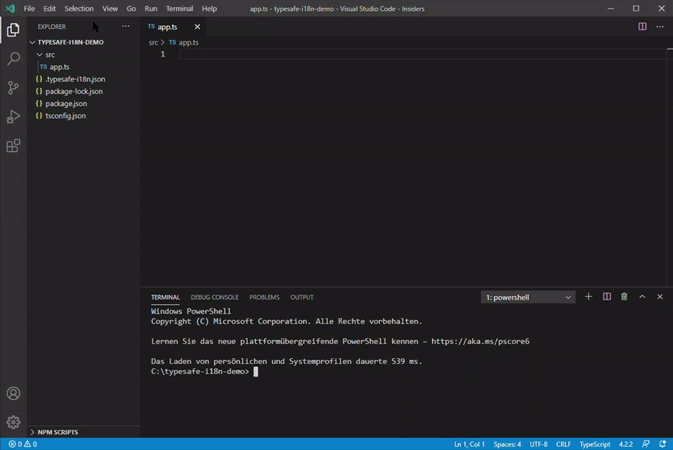 File Edit Selection View Go Run Terminal Help
app.ts - typesafe-i18n-demo - Visual Studio Code - Insiders
EXPLORER
TYPESAFE-I18N-DEMO
src
TS app.ts
{} .typesafe-i18n.json
{} package-lock.json
{} package.json
{} tsconfig.json
NPM SCRIPTS
TS app.ts
src > TS app.ts
1
TERMINAL DEBUG CONSOLE PROBLEMS OUTPUT
1: powershell
Windows PowerShell
Copyright (C) Microsoft Corporation. Alle Rechte vorbehalten.
Lernen Sie das neue plattformübergreifende PowerShell kennen – https://aka.ms/pscore6
Das Laden von persönlichen und Systemprofilen dauerte 539 ms.
C:\typesafe-i18n-demo>
0 0
Ln 1, Col 1 Spaces: 4 UTF-8 CRLF TypeScript 4.2.2